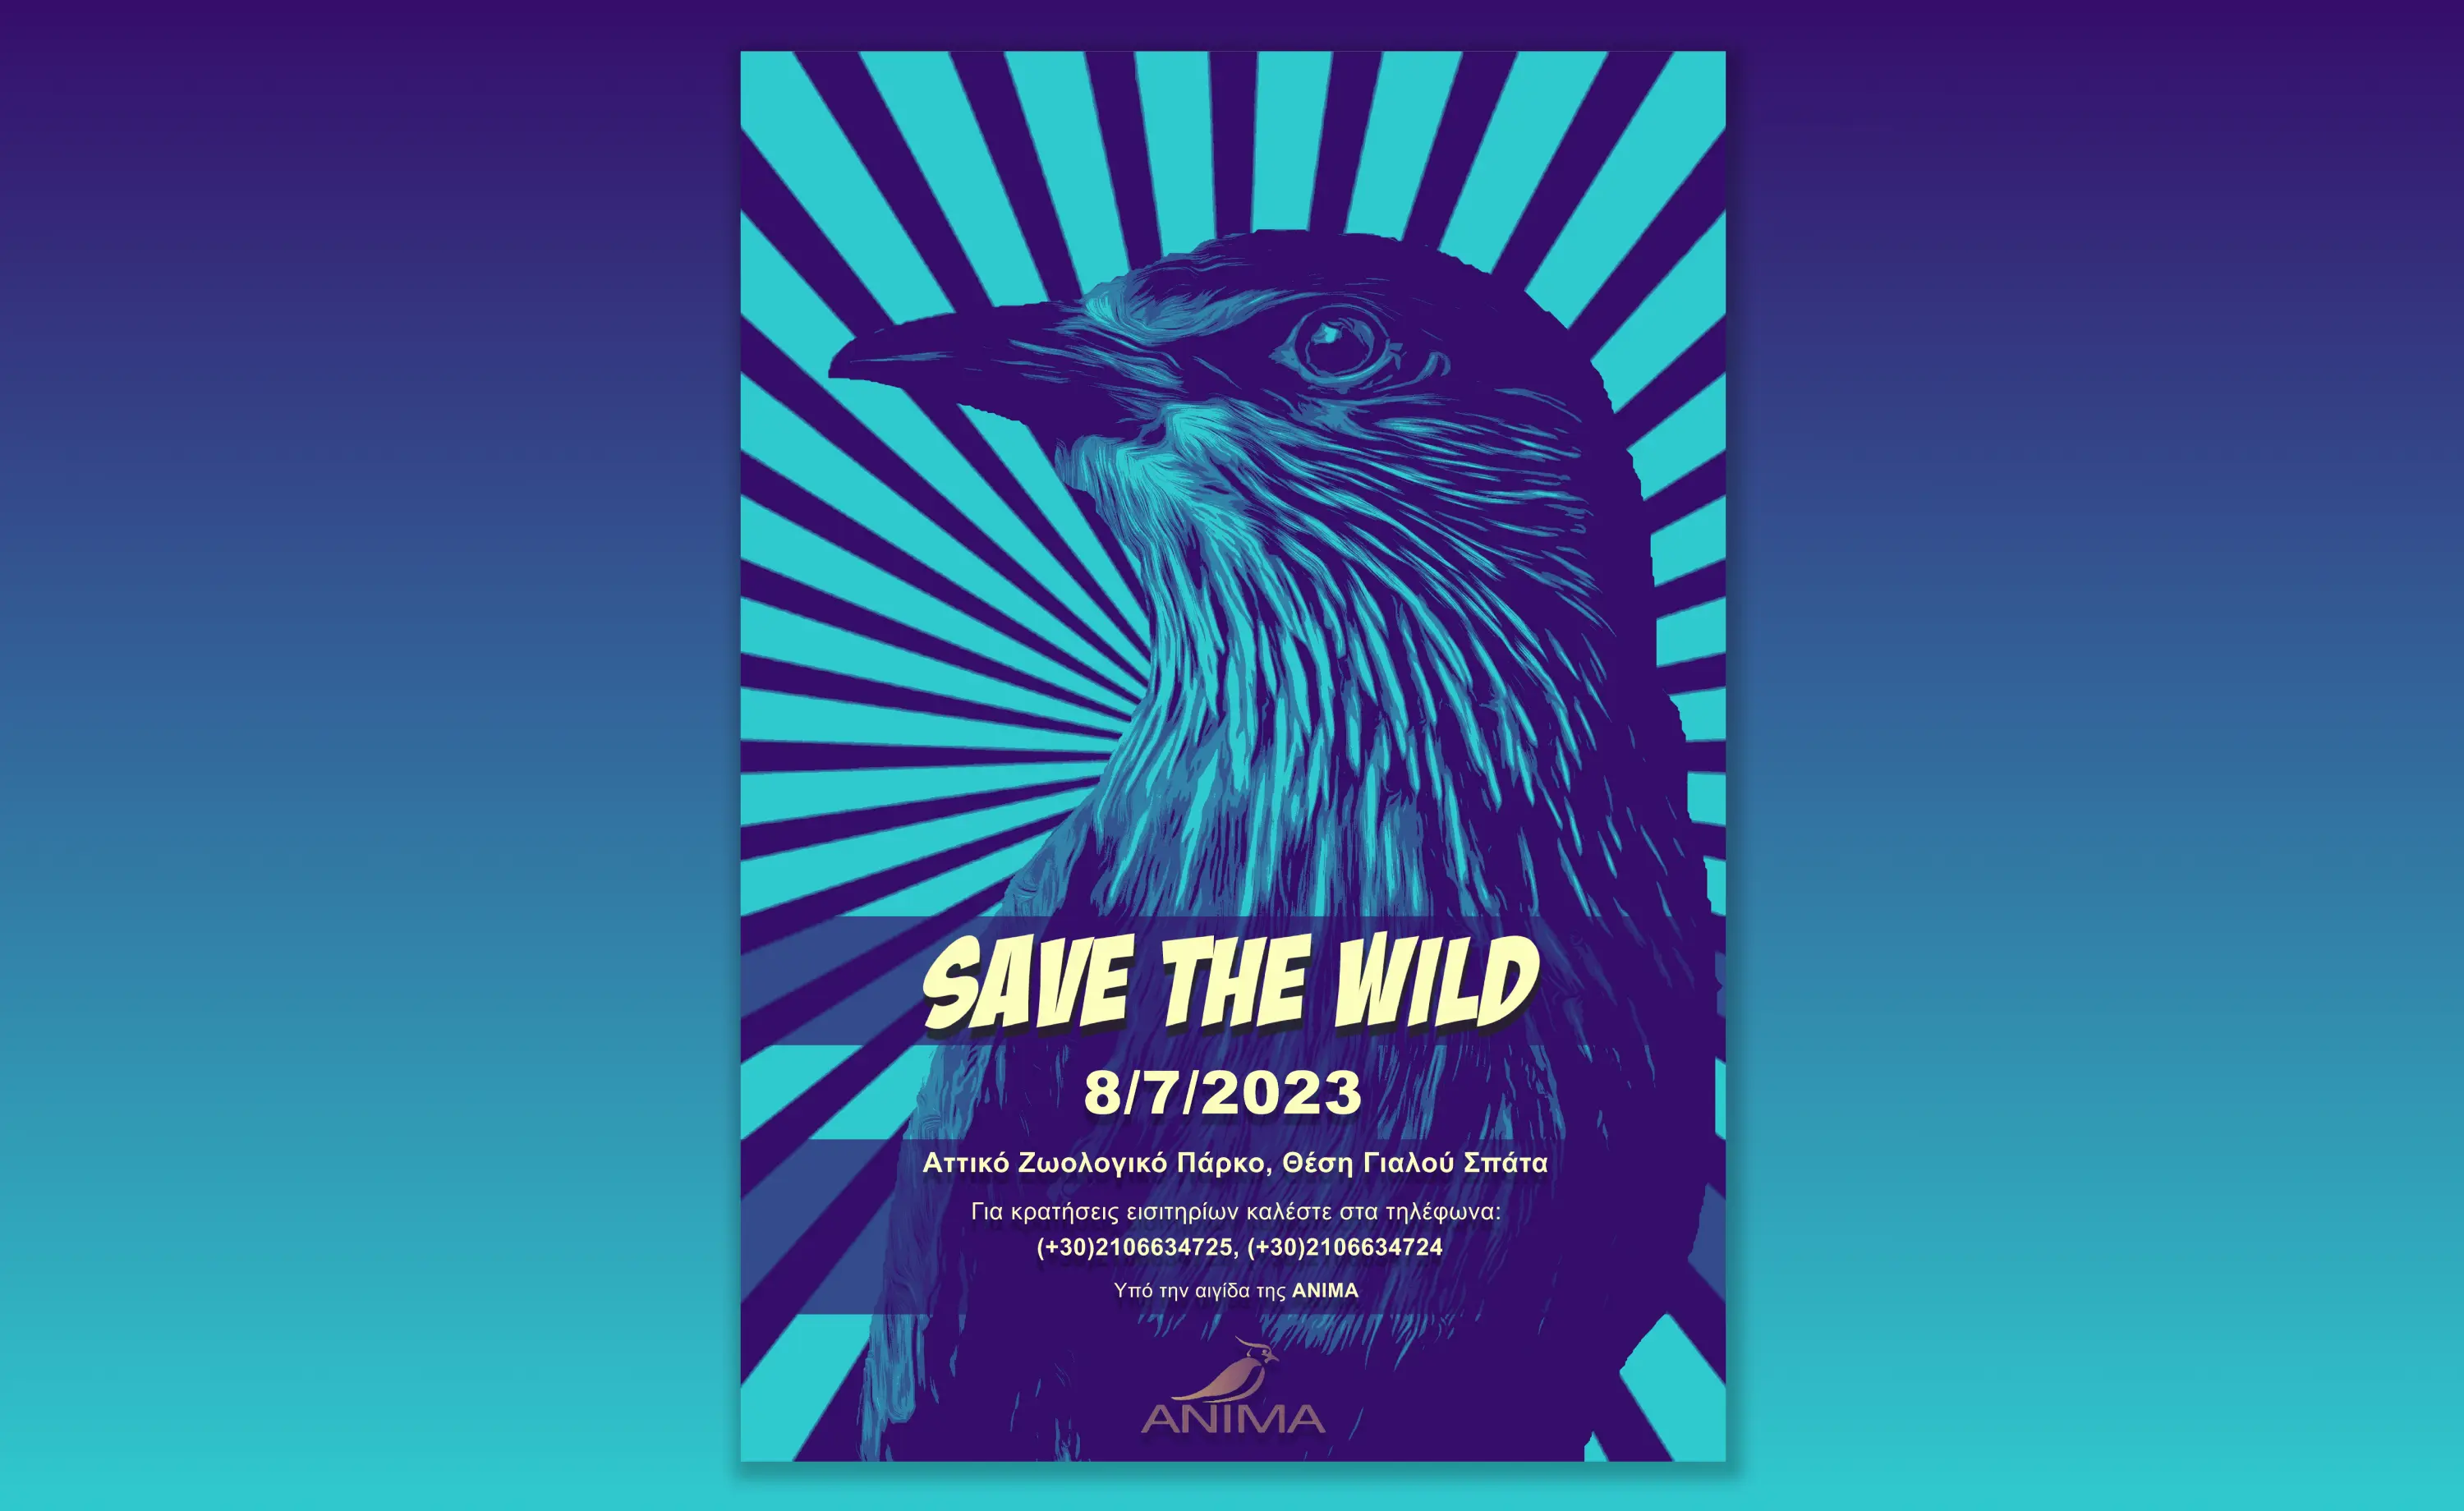 SAVE THE WILD
8/7/2023
Αττικό Ζωολογικό Πάρκο, Θέση Γιαλού Σπάτα
Για κρατήσεις εισιτηρίων καλέστε στα τηλέφωνα:
(+30)2106634725, (+30)2106634724
Υπό την αιγίδα της ANIMA
ANIMA